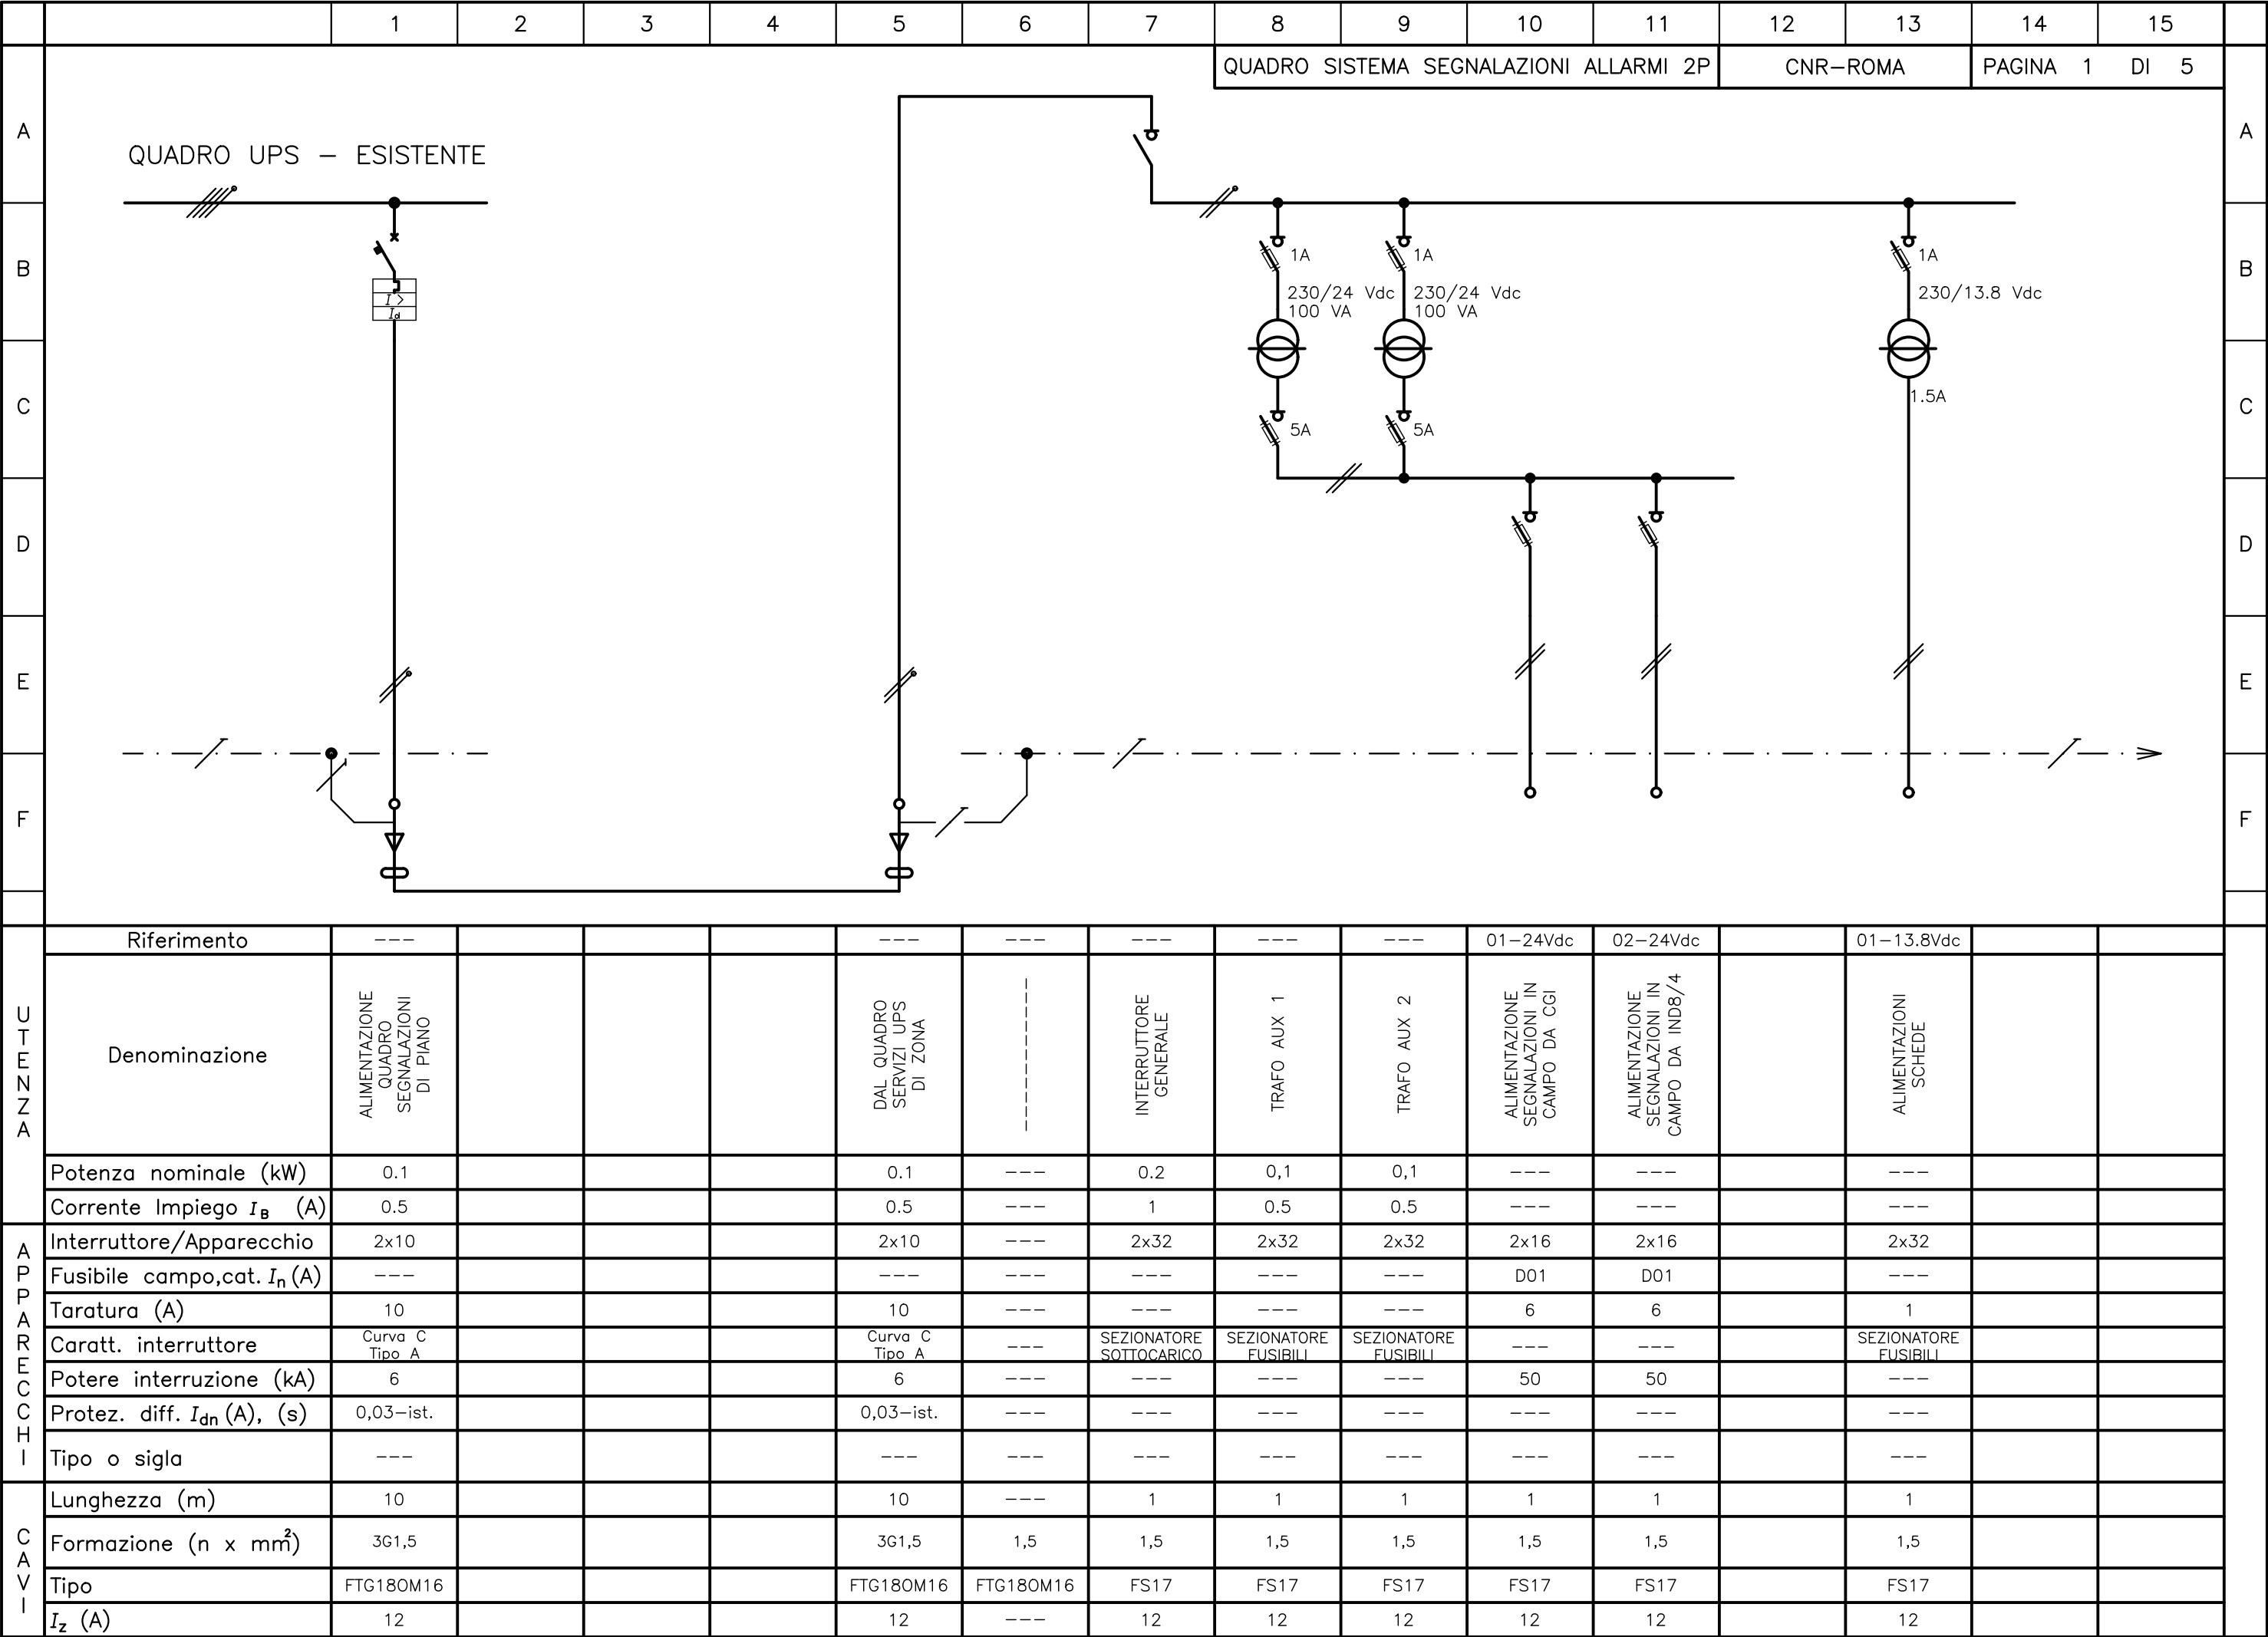 1 2 3 4 5 6 7 8 9 10 11 12 13 14 15
QUADRO SISTEMA SEGNALAZIONI ALLARMI 2P CNR-ROMA PAGINA 1 DI 5
A A
QUADRO UPS - ESISTENTE
B B
1A 1A 1A
230/24 Vdc 230/24 Vdc 230/13.8 Vdc
100 VA 100 VA
I >
Id
C C
1.5A
5A 5A
D D
E E
F F
UTENZA
Riferimento --- --- --- --- --- --- 01-24Vdc 02-24Vdc 01-13.8Vdc
Denominazione
ALIMENTAZIONE
QUADRO
SEGNALAZIONI
DI PIANO
DAL QUADRO
SERVIZI UPS
DI ZONA
INTERRUTTORE
GENERALE
TRAFO AUX 1
TRAFO AUX 2
ALIMENTAZIONE
SEGNALAZIONI IN
CAMPO DA CGI
ALIMENTAZIONE
SEGNALAZIONI IN
CAMPO DA IND8/4
ALIMENTAZIONI
SCHEDE
Potenza nominale (kW) 0.1 0.1 --- 0.2 0,1 0,1 --- --- ---
Corrente Impiego IB (A) 0.5 0.5 --- 1 0.5 0.5 --- --- ---
APPARECCHI
Interruttore/Apparecchio 2x10 2x10 --- 2x32 2x32 2x32 2x16 2x16 2x32
Fusibile campo,cat. In (A) --- --- --- --- --- --- D01 D01 ---
Taratura (A) 10 10 --- --- --- --- 6 6 1
Caratt. interruttore
Curva C
Tipo A
Curva C
Tipo A
---
SEZIONATORE
SOTTOCARICO
SEZIONATORE
FUSIBILI
SEZIONATORE
FUSIBILI
--- ---
SEZIONATORE
FUSIBILI
Potere interruzione (kA) 6 6 --- --- --- --- 50 50 ---
Protez. diff. Idn (A), (s) 0,03-ist. 0,03-ist. --- --- --- --- --- --- ---
Tipo o sigla --- --- --- --- --- --- --- --- ---
CAVI
Lunghezza (m) 10 10 --- 1 1 1 1 1 1
Formazione (n x mm²) 3G1,5 3G1,5 1,5 1,5 1,5 1,5 1,5 1,5 1,5
Tipo FTG18OM16 FTG18OM16 FTG18OM16 FS17 FS17 FS17 FS17 FS17 FS17
Iz (A) 12 12 --- 12 12 12 12 12 12